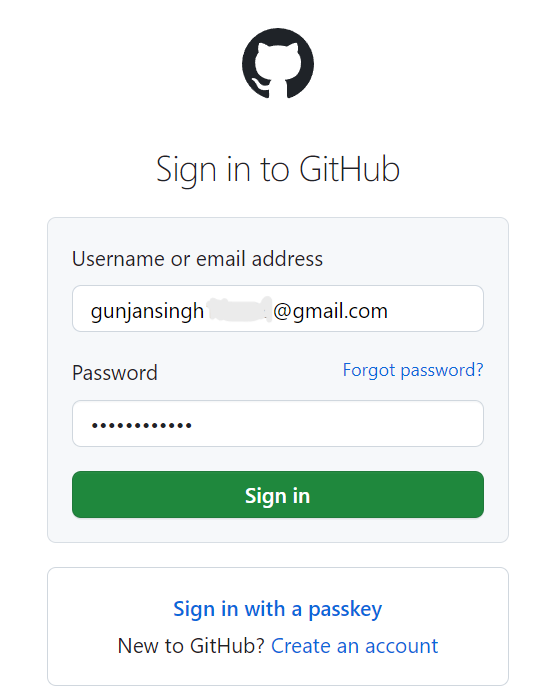 Sign in to GitHub
Username or email address
gunjansingh @gmail.com
Password Forgot password?
••••••••••••
Sign in
Sign in with a passkey
New to GitHub? Create an account